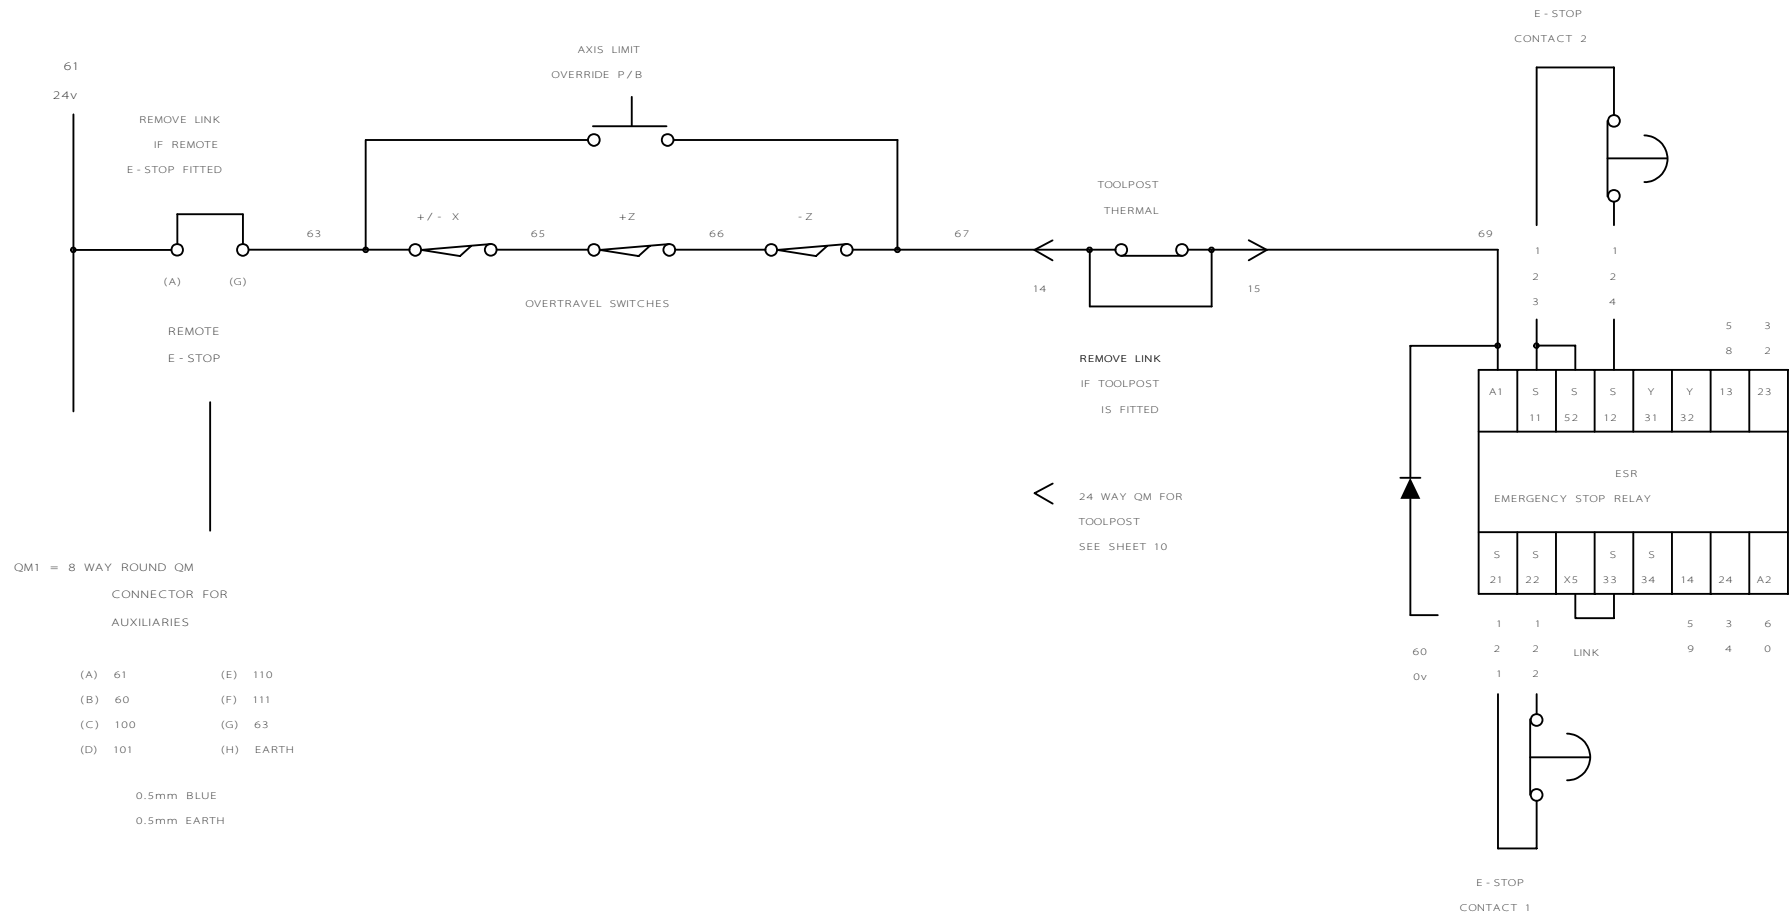 E-STOP
CONTACT 2
61
24v
AXIS LIMIT
OVERRIDE P/B
REMOVE LINK
IF REMOTE
E-STOP FITTED
TOOLPOST
THERMAL
+/- X
+Z
-Z
63
65
66
67
69
(A) (G)
14
15
OVERTRAVEL SWITCHES
REMOTE
E-STOP
REMOVE LINK
IF TOOLPOST
IS FITTED
1 1
2 2
3 4
5 3
8 2
A1 S S S Y Y 13 23
11 52 12 31 32
ESR
EMERGENCY STOP RELAY
24 WAY QM FOR
TOOLPOST
SEE SHEET 10
S S S S
21 22 X5 33 34 14 24 A2
1 1 5 3 6
2 2 9 4 0
1 2
LINK
60
0v
QM1 = 8 WAY ROUND QM
CONNECTOR FOR
AUXILIARIES
(A) 61 (E) 110
(B) 60 (F) 111
(C) 100 (G) 63
(D) 101 (H) EARTH
0.5mm BLUE
0.5mm EARTH
E-STOP
CONTACT 1